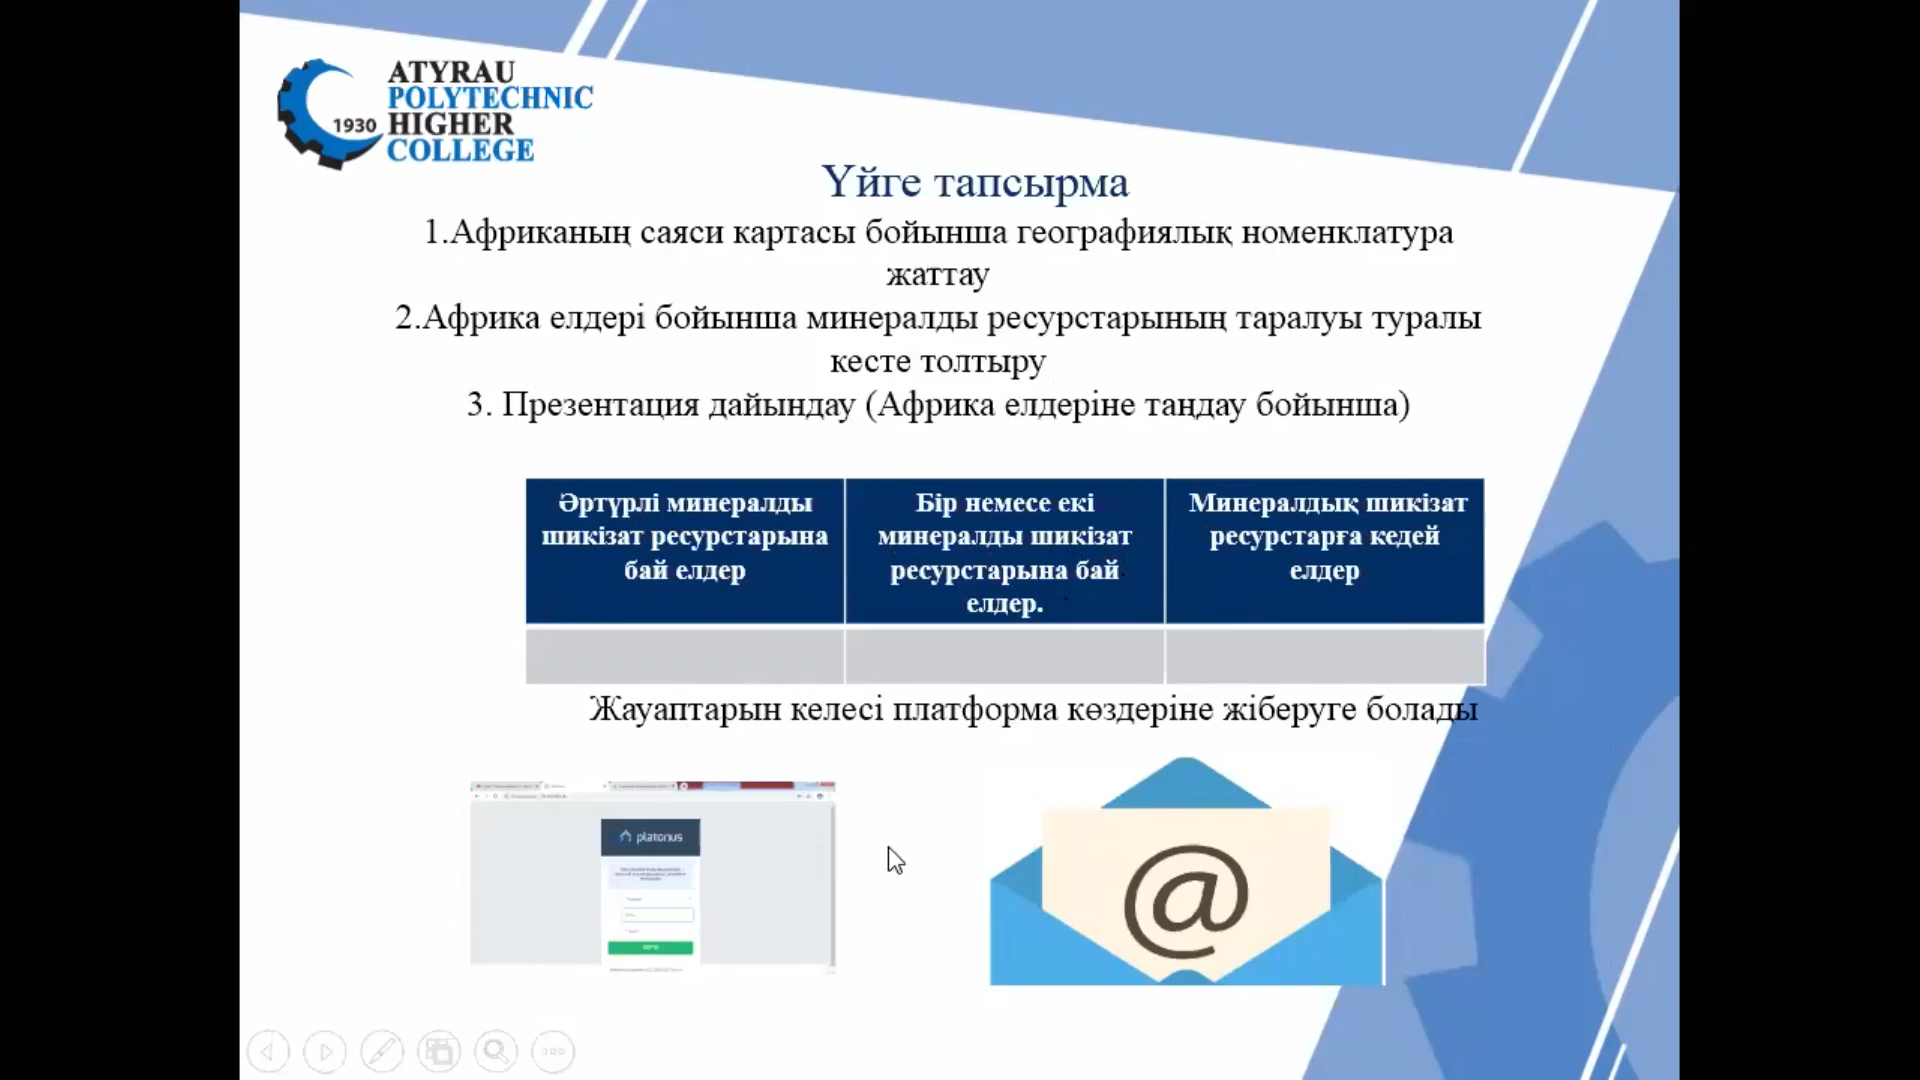 ATYRAU
POLYTECHNIC
1930 HIGHER
COLLEGE
Үйге тапсырма
1.Африканың саяси картасы бойынша географиялық номенклатура
жаттау
2.Африка елдері бойынша минералды ресурстарының таралуы туралы
кесте толтыру
3. Презентация дайындау (Африка елдеріне таңдау бойынша)
Әртүрлі минералды
шикізат ресурстарына
бай елдер
Бір немесе екі
минералды шикізат
ресурстарына бай
елдер.
Минералдық шикізат
ресурстарға кедей
елдер
Жауаптарын келесі платформа көздеріне жіберуге болады
platonus
@